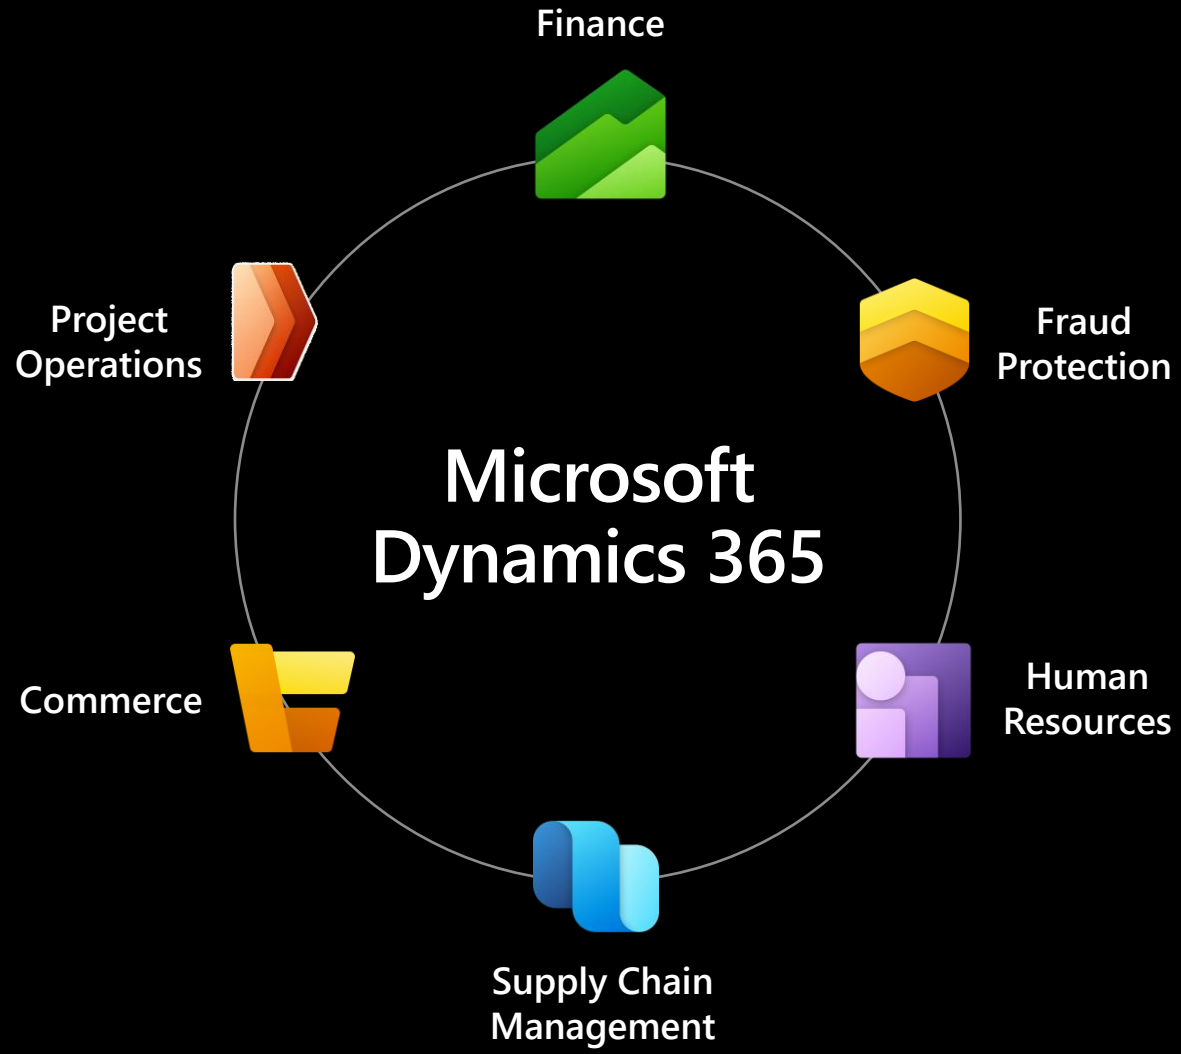 Finance
Project
Operations
Fraud
Protection
Microsoft
Dynamics 365
Commerce
Human
Resources
Supply Chain
Management